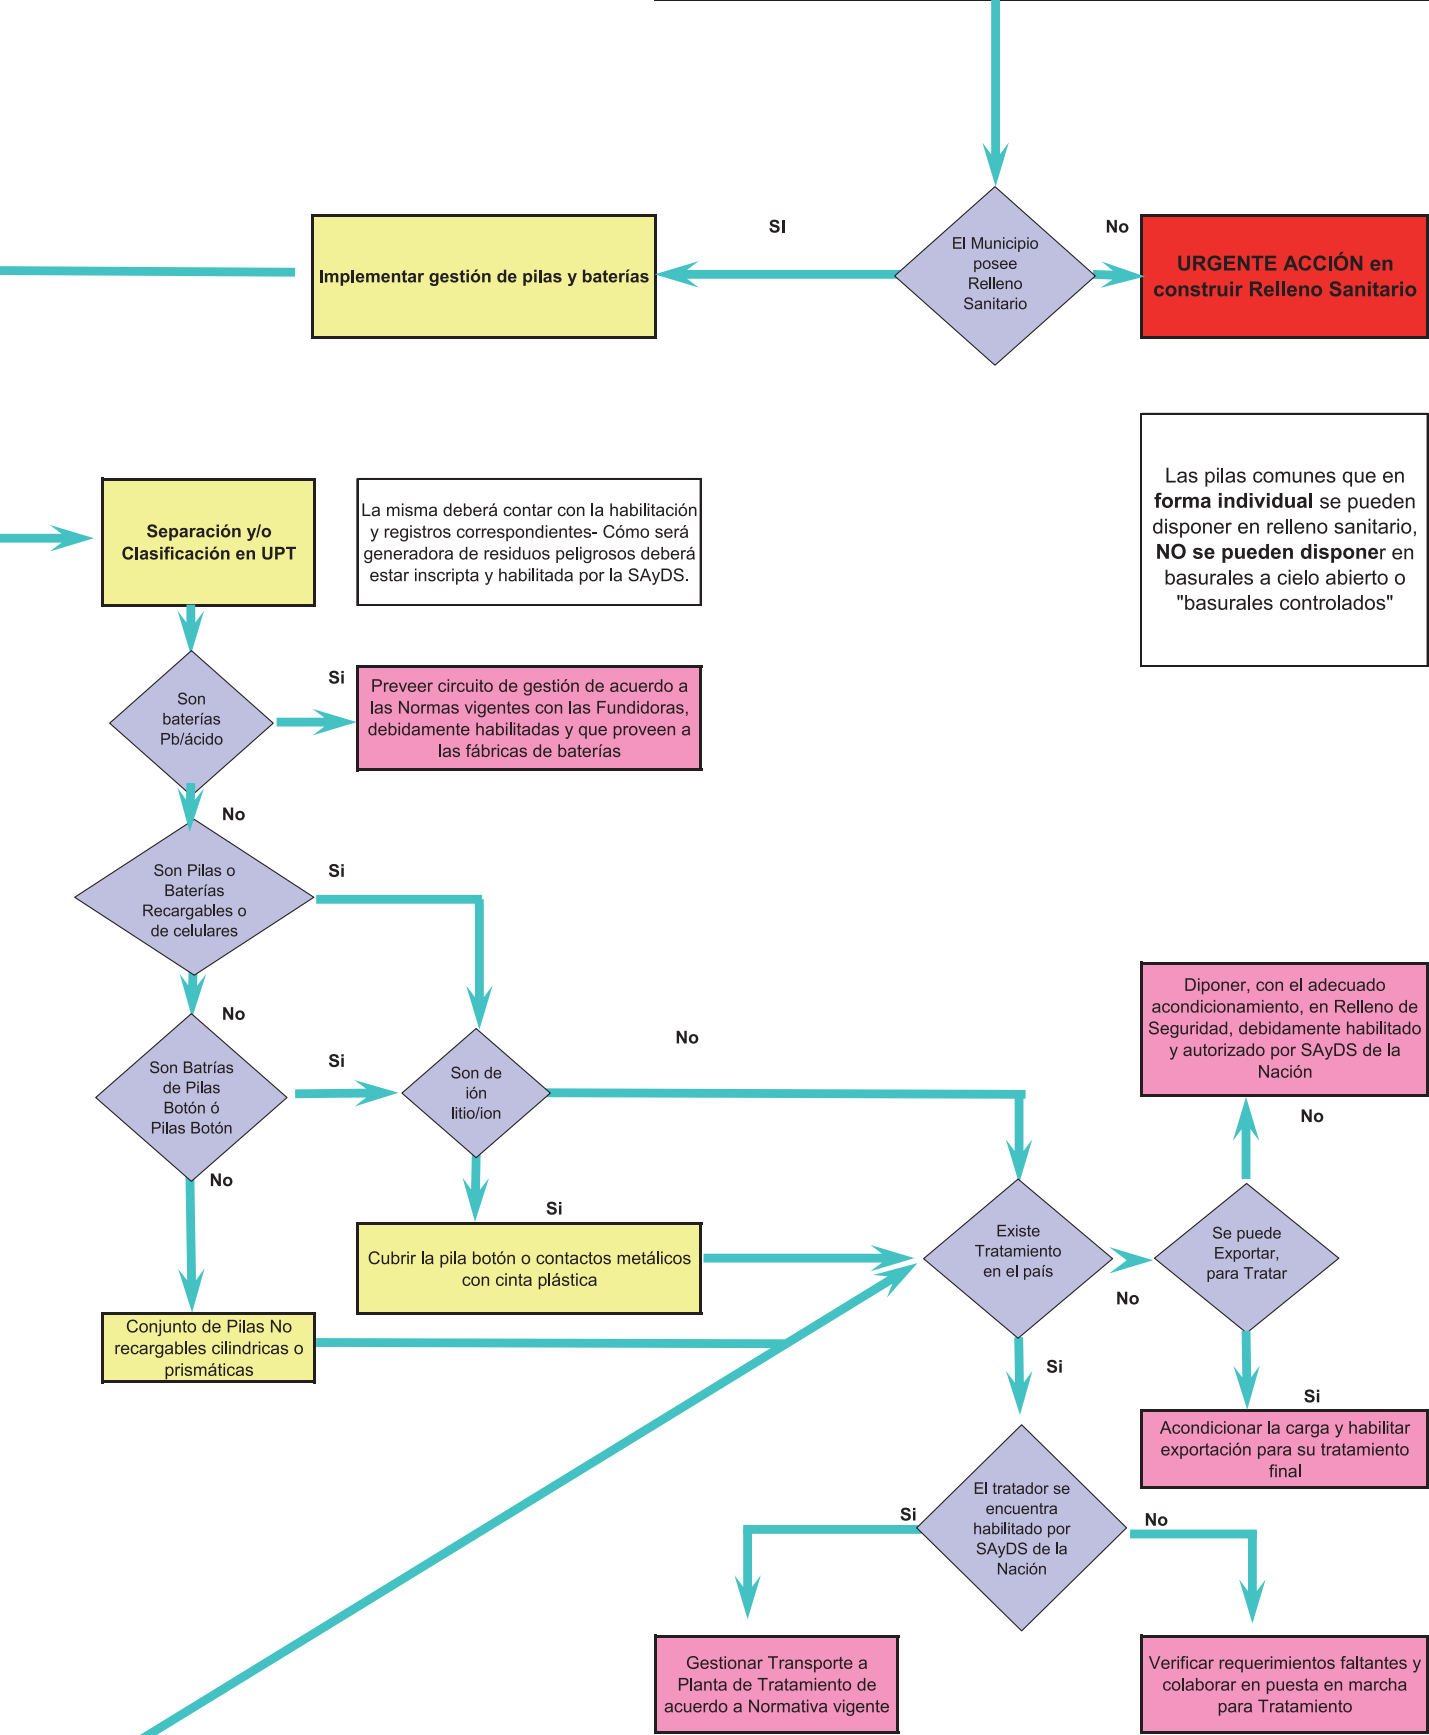 SI
No
El Municipio
posee
Relleno
Sanitario
Implementar gestión de pilas y baterías
URGENTE ACCIÓN en
construir Relleno Sanitario
Las pilas comunes que en
forma individual se pueden
disponer en relleno sanitario,
NO se pueden disponer en
basurales a cielo abierto o
"basurales controlados"
Separación y/o
Clasificación en UPT
La misma deberá contar con la habilitación
y registros correspondientes- Cómo será
generadora de residuos peligrosos deberá
estar inscripta y habilitada por la SAyDS.
Son
baterías
Pb/ácido
Si
Preveer circuito de gestión de acuerdo a
las Normas vigentes con las Fundidoras,
debidamente habilitadas y que proveen a
las fábricas de baterías
No
Son Pilas o
Baterías
Recargables o
de celulares
Si
No
Son Batrías
de Pilas
Botón ó
Pilas Botón
Si
Son de
ión
litio/ion
No
No
Si
Cubrir la pila botón o contactos metálicos
con cinta plástica
Conjunto de Pilas No
recargables cilindricas o
prismáticas
Diponer, con el adecuado
acondicionamiento, en Relleno de
Seguridad, debidamente habilitado
y autorizado por SAyDS de la
Nación
No
Existe
Tratamiento
en el país
No
Se puede
Exportar,
para Tratar
Si
Si
Acondicionar la carga y habilitar
exportación para su tratamiento
final
El tratador se
encuentra
habilitado por
SAyDS de la
Nación
Si
No
Gestionar Transporte a
Planta de Tratamiento de
acuerdo a Normativa vigente
Verificar requerimientos faltantes y
colaborar en puesta en marcha
para Tratamiento